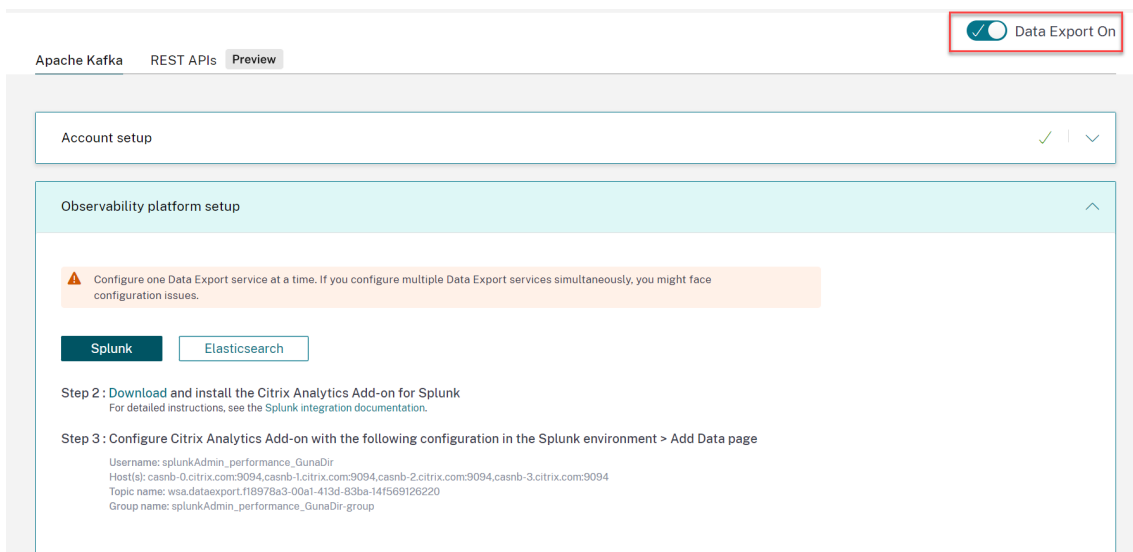 Data Export On
Apache Kafka REST APIs Preview
Account setup
Observability platform setup
Configure one Data Export service at a time. If you configure multiple Data Export services simultaneously, you might face
configuration issues.
Splunk Elasticsearch
Step 2 : Download and install the Citrix Analytics Add-on for Splunk
For detailed instructions, see the Splunk integration documentation.
Step 3 : Configure Citrix Analytics Add-on with the following configuration in the Splunk environment > Add Data page
Username: splunkAdmin_performance_GunaDir
Host(s): casnb-0.citrix.com:9094,casnb-1.citrix.com:9094,casnb-2.citrix.com:9094,casnb-3.citrix.com:9094
Topic name: wsa.dataexport.f18978a3-00a1-413d-83ba-14f569126220
Group name: splunkAdmin_performance_GunaDir-group